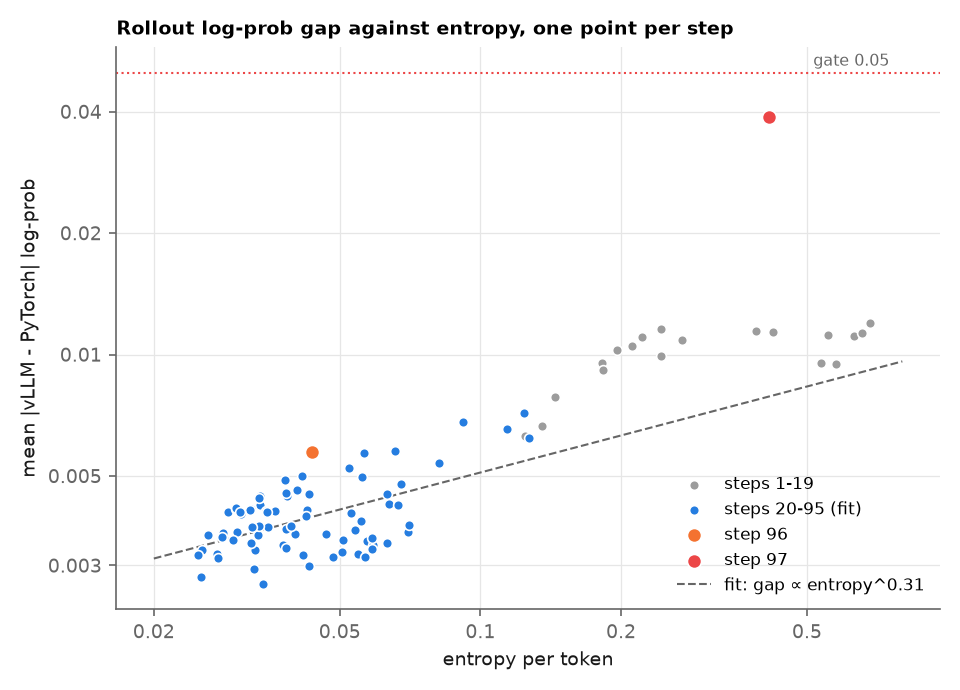 Rollout log-prob gap against entropy, one point per step
gate 0.05
0.04
0.02
0.01
0.005
0.003
mean |vLLM - PyTorch| log-prob
steps 1-19
steps 20-95 (fit)
step 96
step 97
fit: gap ∝ entropy^0.31
0.02 0.05 0.1 0.2 0.5
entropy per token